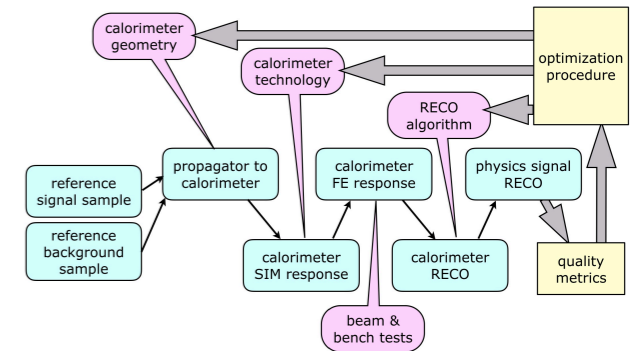 calorimeter
geometry
calorimeter
technology
RECO
algorithm
optimization
procedure
reference
signal sample
reference
background
sample
propagator to
calorimeter
calorimeter
SIM response
calorimeter
FE response
calorimeter
RECO
physics signal
RECO
quality
metrics
beam &
bench tests